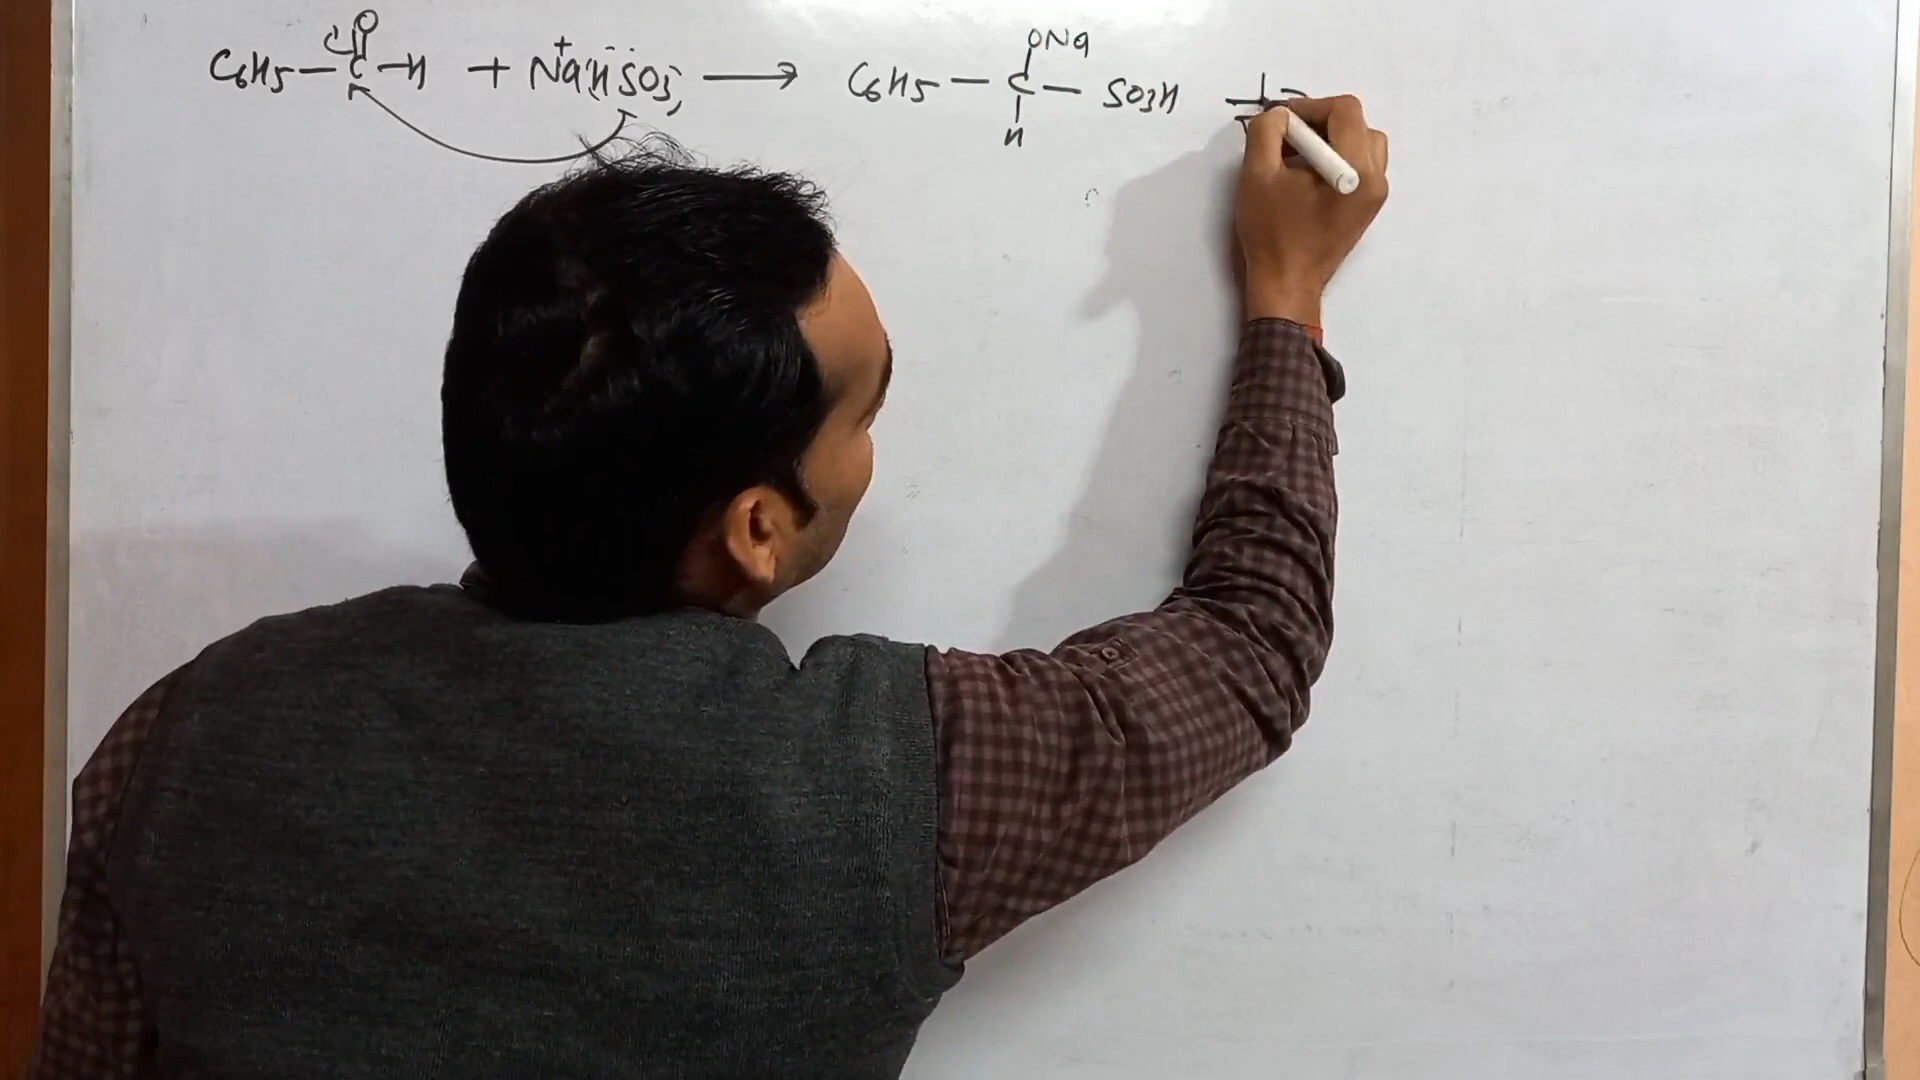 O ONa
C6H5—C—H + Na⁺HSO3⁻ ⟶ C6H5—C—SO3H
H